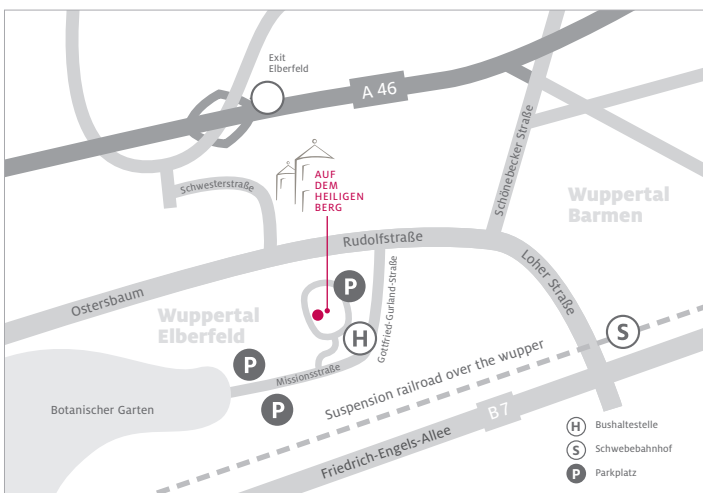 Exit
Elberfeld
A 46
Schönebecker Straße
AUF
DEM
HEILIGEN
BERG
Schwesterstraße
Wuppertal
Barmen
Rudolfstraße
Loher Straße
Gottfried-Gurland-Straße
Ostersbaum
P
Wuppertal
Elberfeld
H
S
P
Missionsstraße
Suspension railroad over the wupper
P
Botanischer Garten
B 7
Friedrich-Engels-Allee
H Bushaltestelle
S Schwebebahnhof
P Parkplatz